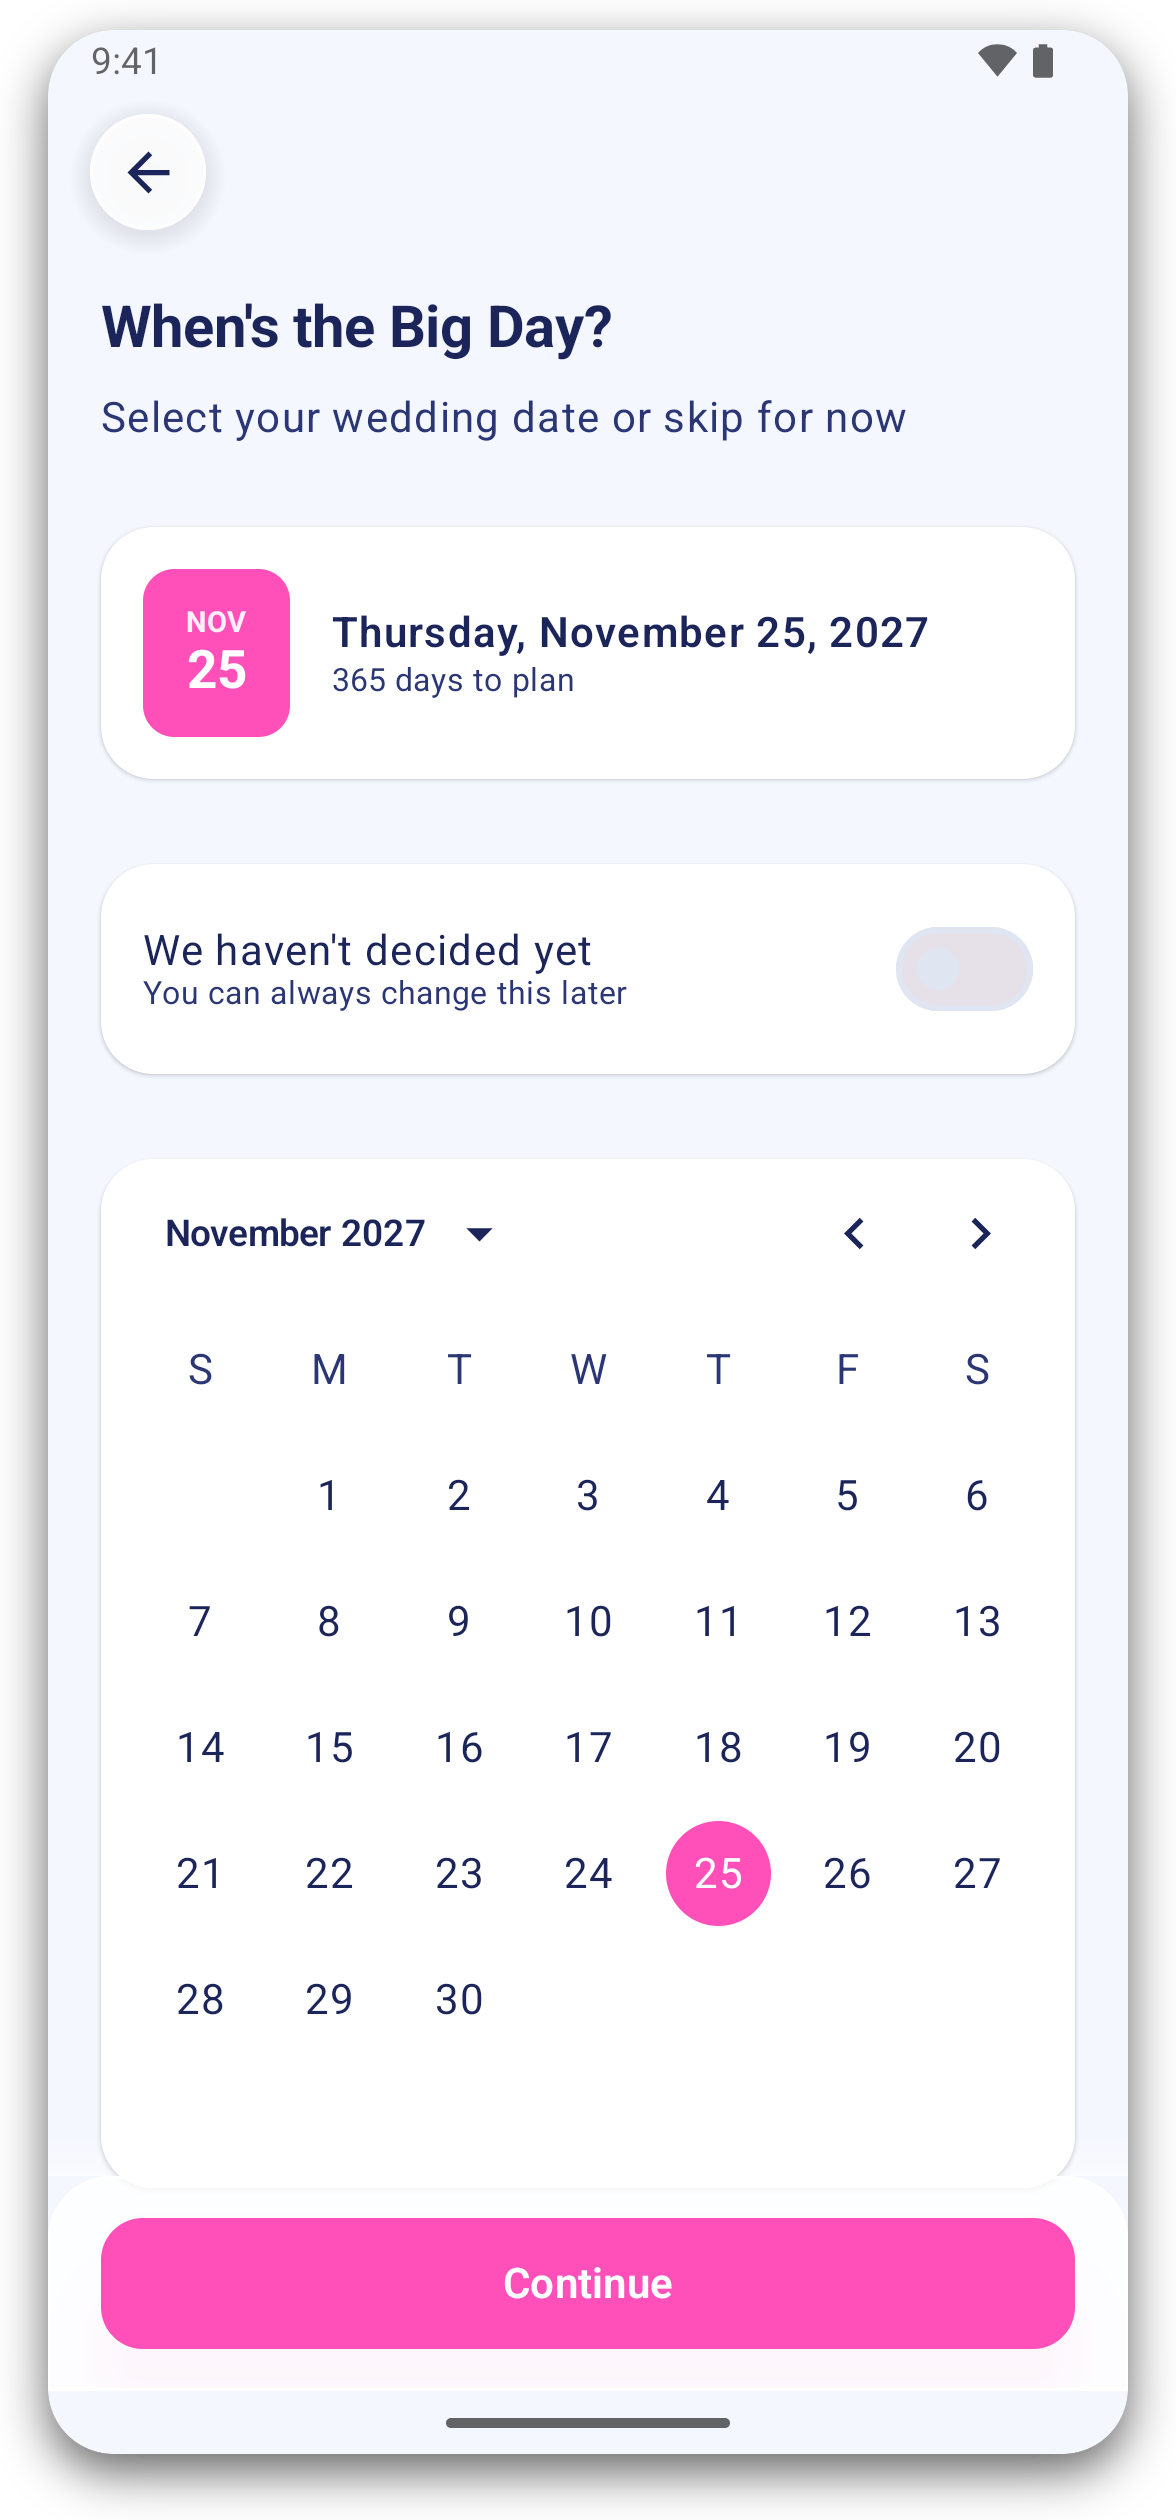 9:41
When's the Big Day?
Select your wedding date or skip for now
NOV
25
Thursday, November 25, 2027
365 days to plan
We haven't decided yet
You can always change this later
November 2027
S M T W T F S
1 2 3 4 5 6
7 8 9 10 11 12 13
14 15 16 17 18 19 20
21 22 23 24 25 26 27
28 29 30
Continue